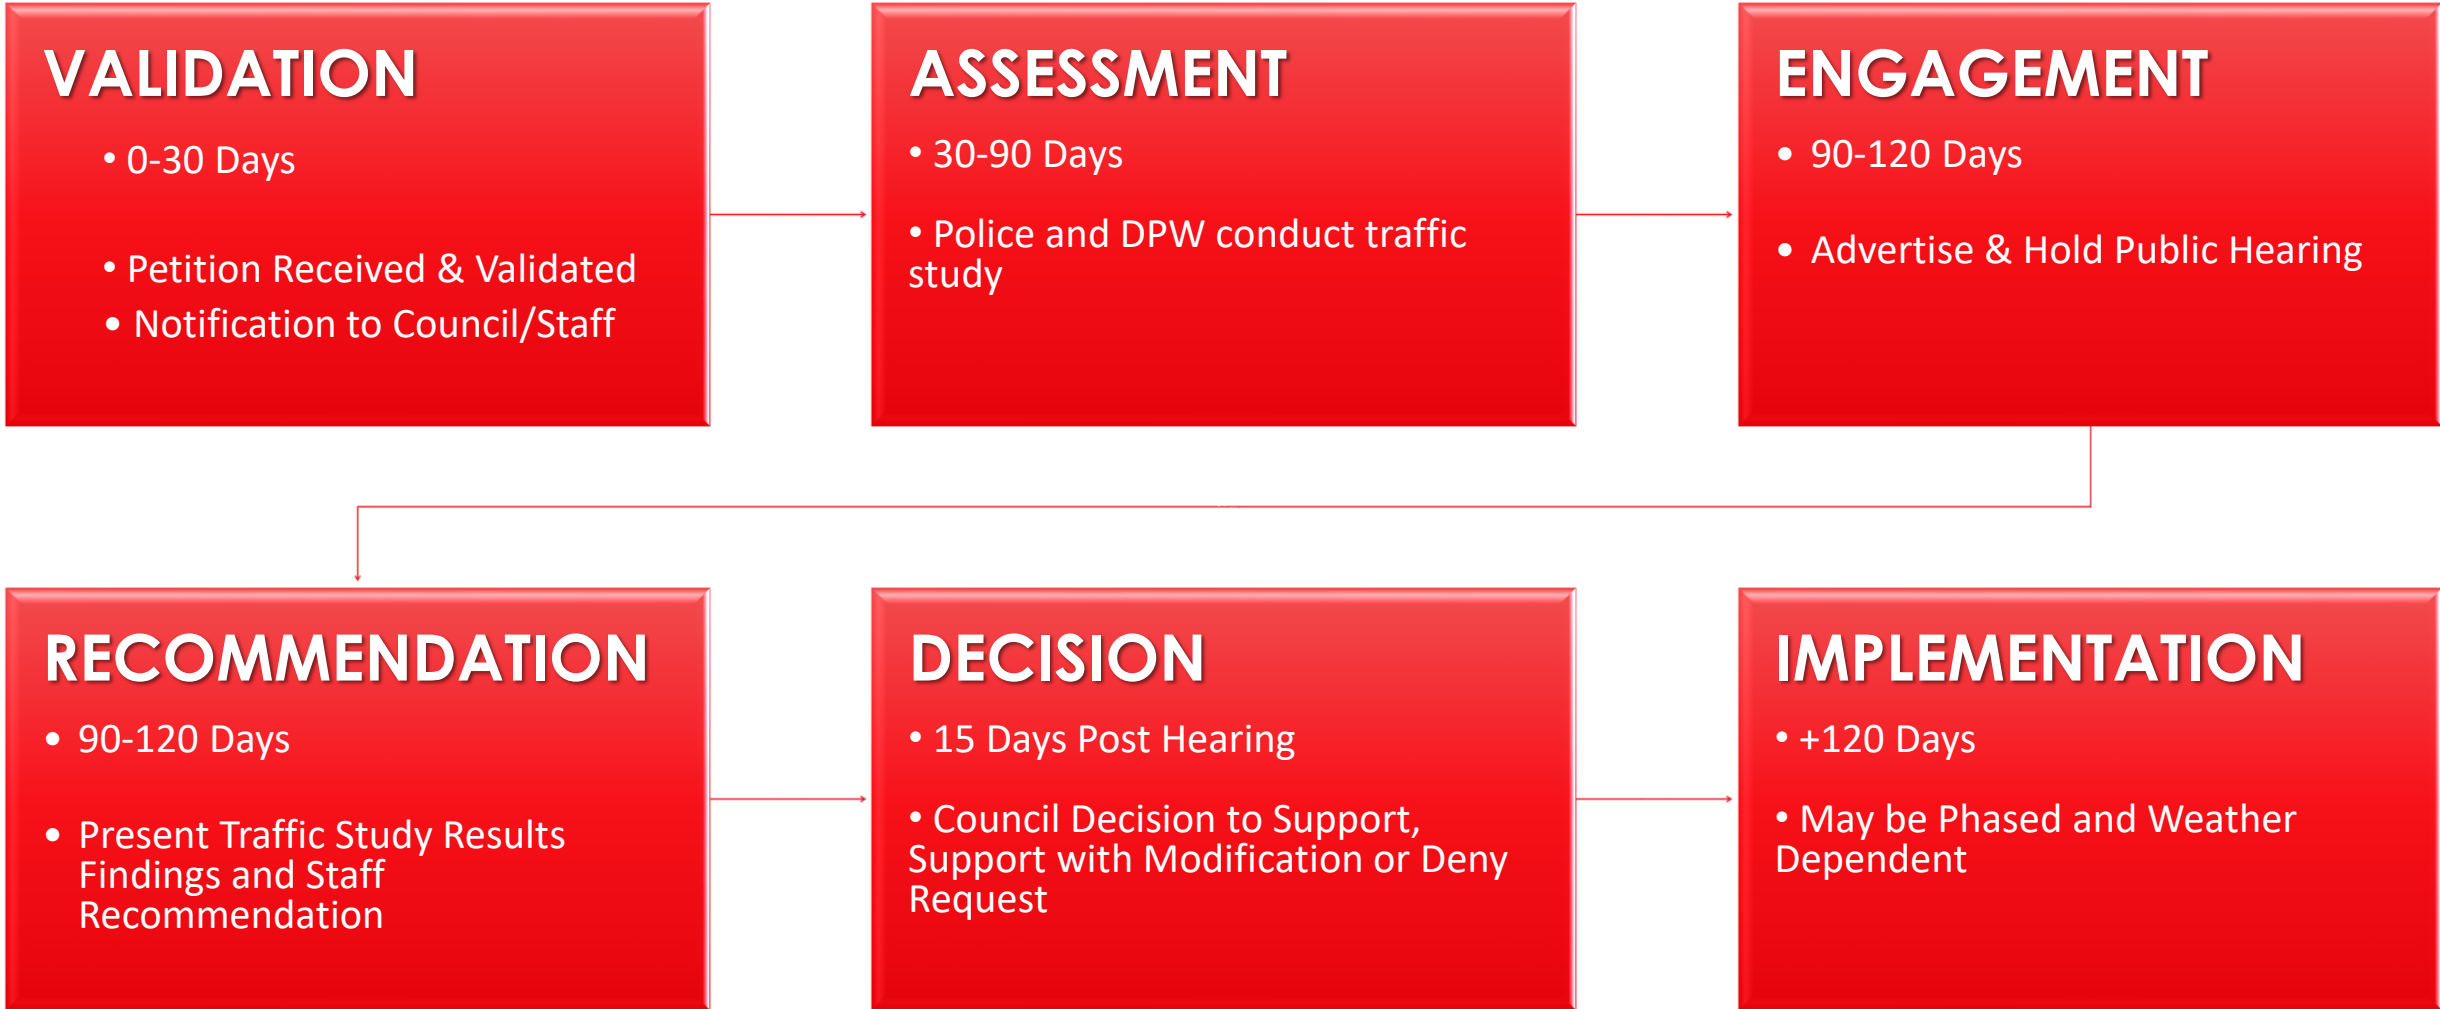 VALIDATION
• 0-30 Days
• Petition Received & Validated
• Notification to Council/Staff
ASSESSMENT
• 30-90 Days
• Police and DPW conduct traffic
study
ENGAGEMENT
• 90-120 Days
• Advertise & Hold Public Hearing
RECOMMENDATION
• 90-120 Days
• Present Traffic Study Results
Findings and Staff
Recommendation
DECISION
• 15 Days Post Hearing
• Council Decision to Support,
Support with Modification or Deny
Request
IMPLEMENTATION
• +120 Days
• May be Phased and Weather
Dependent